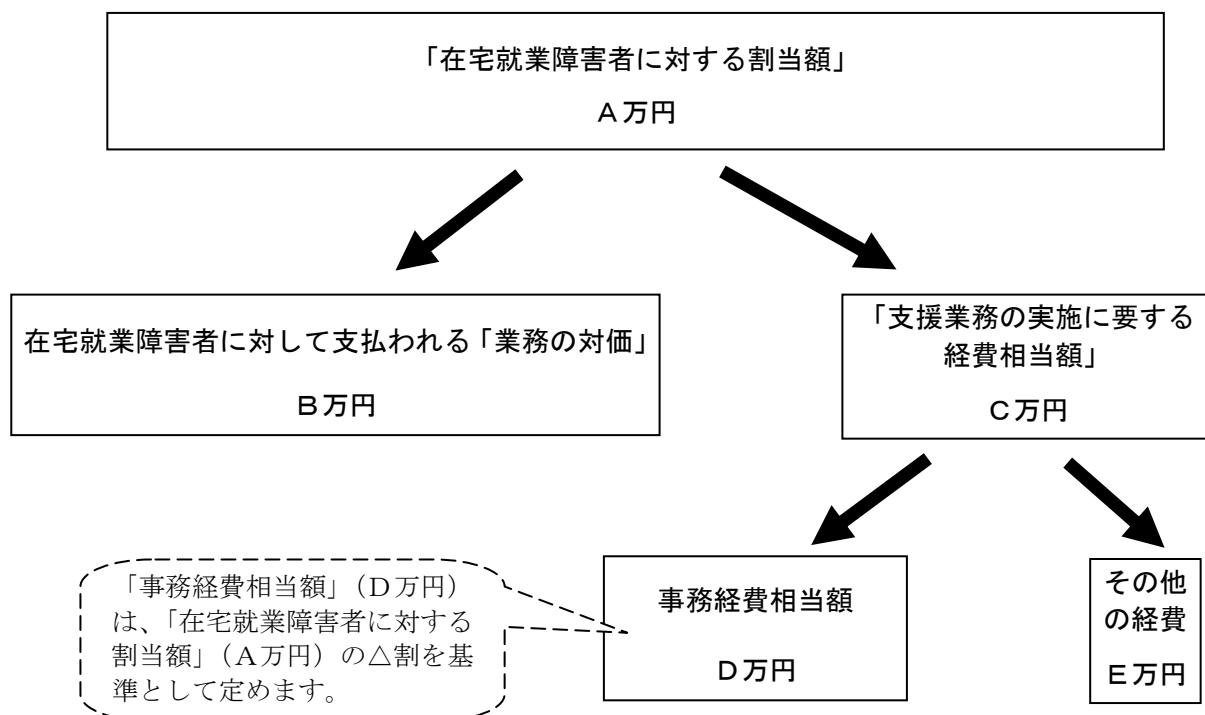 「在宅就業障害者に対する割当額」
Ａ万円
在宅就業障害者に対して支払われる「業務の対価」
Ｂ万円
「支援業務の実施に要する
経費相当額」
Ｃ万円
「事務経費相当額」（Ｄ万円）
は、「在宅就業障害者に対する
割当額」（Ａ万円）の△割を基
準として定めます。
事務経費相当額
Ｄ万円
その他
の経費
Ｅ万円